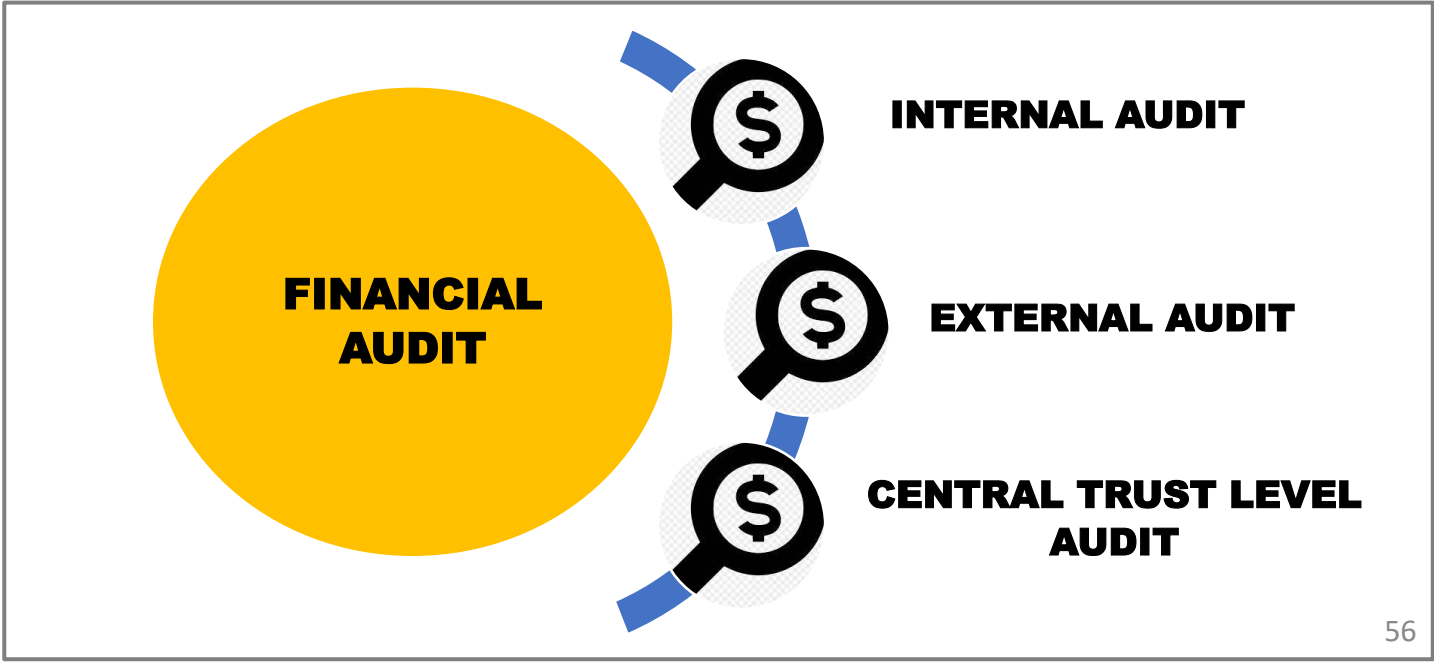 FINANCIAL
AUDIT
$
INTERNAL AUDIT
$
EXTERNAL AUDIT
$
CENTRAL TRUST LEVEL
AUDIT
56